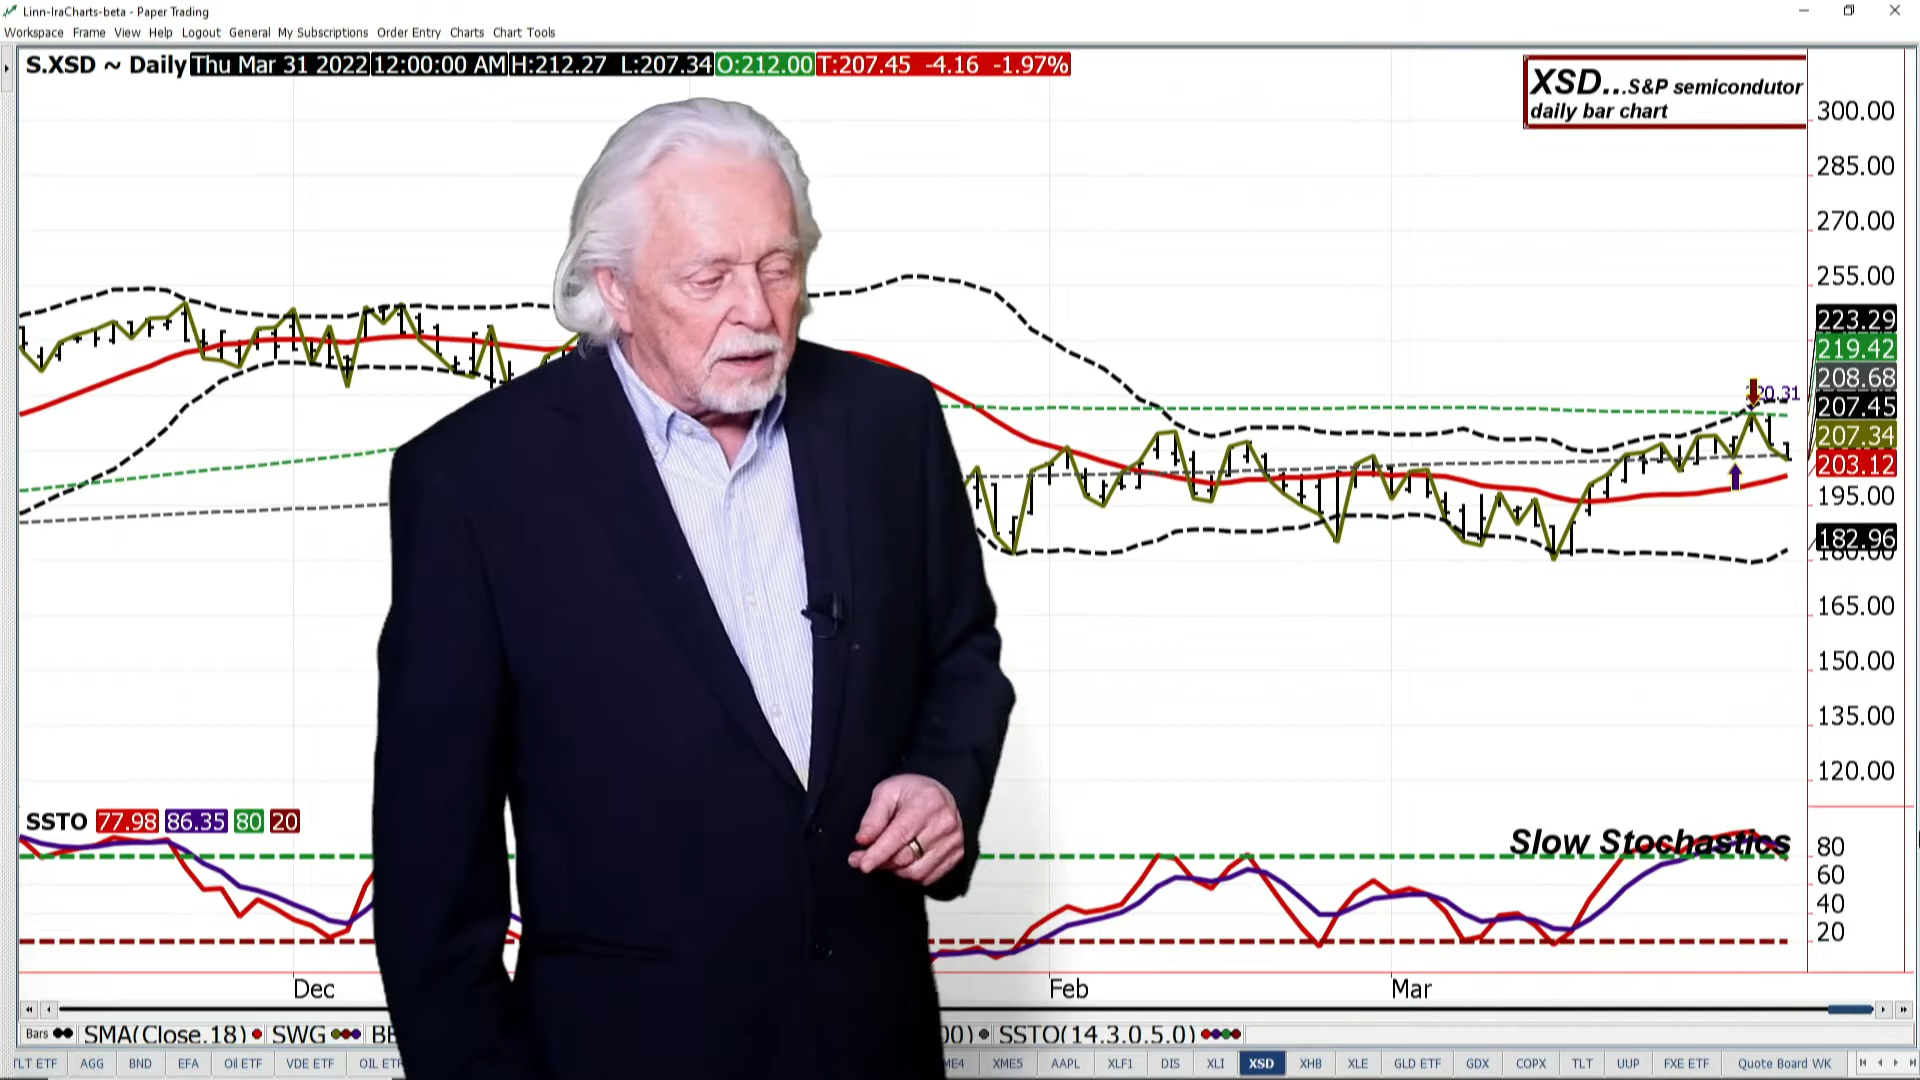 Linn-IraCharts-beta - Paper Trading
Workspace Frame View Help Logout General My Subscriptions Order Entry Charts Chart Tools
S.XSD ~ Daily Thu Mar 31 2022 12:00:00 AM H:212.27 L:207.34 O:212.00 T:207.45 -4.16 -1.97%
XSD...S&P semicondutor
daily bar chart
300.00
285.00
270.00
255.00
223.29
219.42
208.68
207.45
207.34
203.12
195.00
182.96
180.00
165.00
150.00
135.00
120.00
SSTO 77.98 86.35 80 20
Slow Stochastics
80
60
40
20
Dec Feb Mar
Bars SMA(Close.18) SWG SSTO(14.3.0.5.0)
TLT ETF AGG BND EFA Oil ETF VDE ETF OIL XME5 AAPL XLF1 DIS XLI XSD XHB XLE GLD ETF GDX COPX TLT UUP FXE ETF Quote Board WK